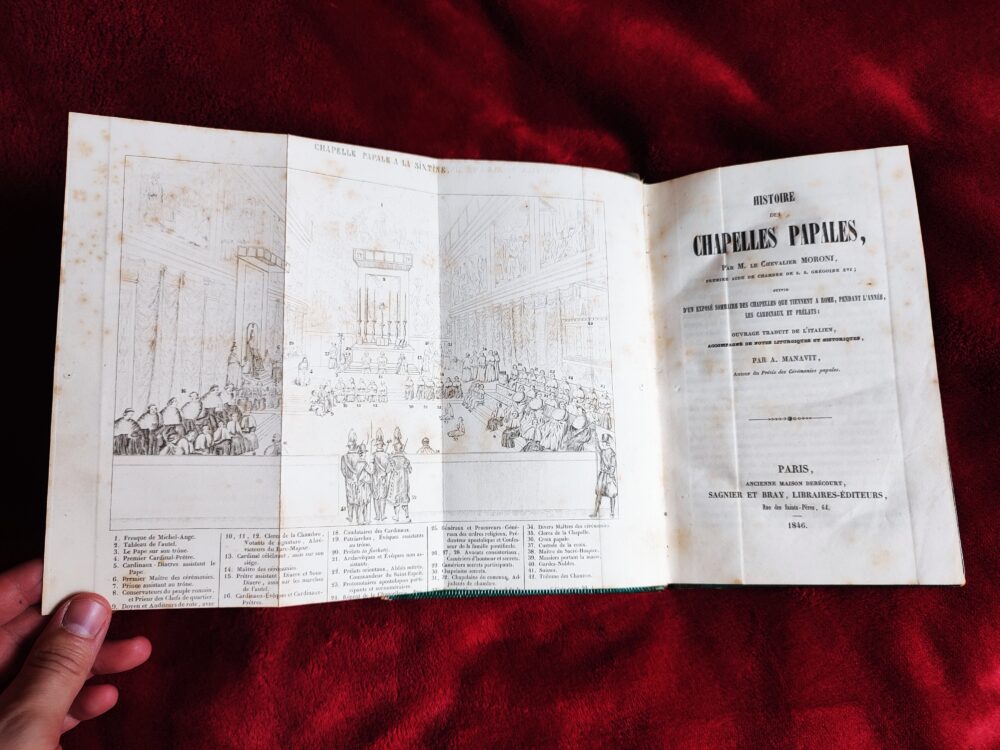 CHAPELLE PAPALE A LA SIXTINE.
1. Fresque de Michel-Ange.
2. Tableau de l'autel.
3. Le Pape sur son trône.
4. Premier Cardinal-Prêtre.
5. Cardinaux-Diacres assistant le
Pape.
6. Premier Maître des cérémonies.
7. Prince assistant au trône.
8. Conservateurs du peuple romain,
et Prieur des Chefs de quartier.
9. Doyen et Auditeurs de rote, avec
10, 11, 12. Clercs de la Chambre,
Votants de signature, Abré-
viateurs du Parc-Majeur.
13. Cardinal célébrant, assis sur son
siége.
14. Maître des cérémonies.
15. Prêtre assistant, Diacre et Sous-
Diacre, assis sur les marches
de l'autel.
16. Cardinaux-Évêques et Cardinaux-
Prêtres.
18. Caudataires des Cardinaux.
19. Patriarches, Évêques assistants
au trône.
20. Prélats di fiochetti.
21. Archevêques et Évêques non as-
sistants.
22. Prélats votants, Abbés mitrés,
Commandeur du Saint-Esprit.
23. Protonotaires apostoliques parti-
cipants et surnuméraires.
25. Généraux et Procureurs-Géné-
raux des ordres religieux, Pré-
dicateur apostolique et Confes-
seur de la famille pontificale.
26, 27, 28. Avocats consistoriaux,
Camériers d'honneur et secrets.
29. Camériers secrets participants.
30. Chapelains secrets.
31, 32. Chapelains du commun, Ad-
judants de chambre.
34. Divers Maîtres des cérémonies.
35. Clercs de la Chapelle.
36. Croix papale.
37. Custode de la croix.
38. Maître du Sacré-Hospice.
39. Massiers portant la masse.
40. Gardes-Nobles.
41. Suisses.
42. Tribune des Chantres.
HISTOIRE
DES
CHAPELLES PAPALES,
PAR M. LE CHEVALIER MORONI,
PREMIER AIDE DE CHAMBRE DE S. S. GRÉGOIRE XVI;
SUIVIE
D'UN EXPOSÉ SOMMAIRE DES CHAPELLES QUE TIENNENT A ROME, PENDANT L'ANNÉE,
LES CARDINAUX ET PRÉLATS:
OUVRAGE TRADUIT DE L'ITALIEN,
ACCOMPAGNÉ DE NOTES LITURGIQUES ET HISTORIQUES,
PAR A. MANAVIT,
Auteur du Précis des Cérémonies papales.
PARIS,
ANCIENNE MAISON DEBÉCOURT,
SAGNIER ET BRAY, LIBRAIRES-ÉDITEURS,
Rue des Saints-Pères, 64.
1846.